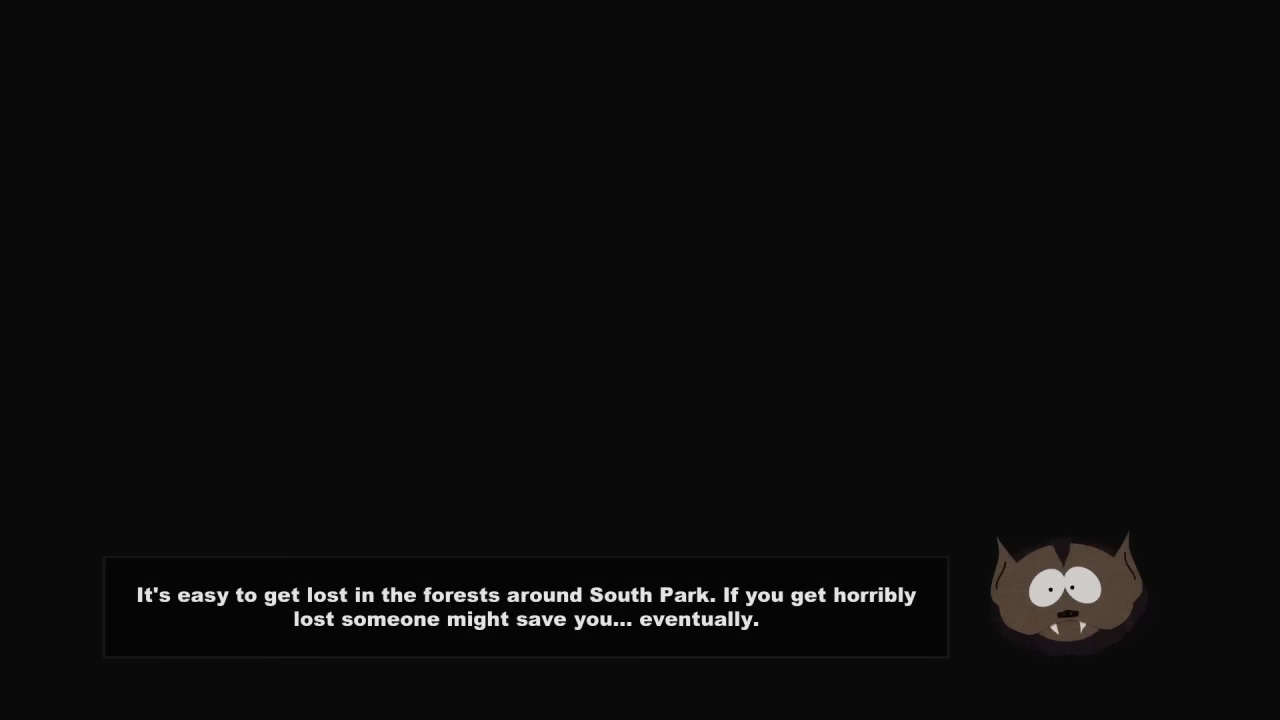 It's easy to get lost in the forests around South Park. If you get horribly
lost someone might save you... eventually.